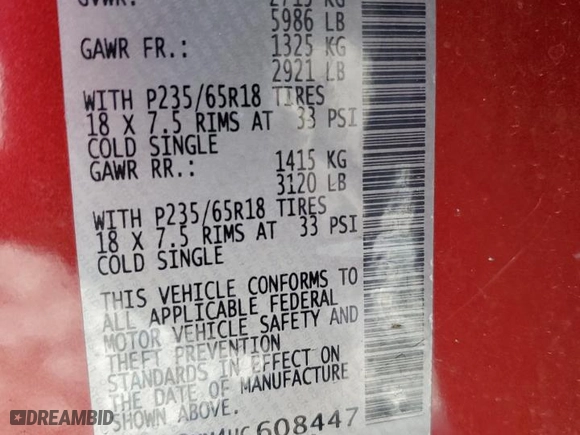 GVWR: 2715 KG
5986 LB
GAWR FR.: 1325 KG
2921 LB
WITH P235/65R18 TIRES
18 X 7.5 RIMS AT 33 PSI
COLD SINGLE
GAWR RR.: 1415 KG
3120 LB
WITH P235/65R18 TIRES
18 X 7.5 RIMS AT 33 PSI
COLD SINGLE
THIS VEHICLE CONFORMS TO
ALL APPLICABLE FEDERAL
MOTOR VEHICLE SAFETY AND
THEFT PREVENTION
STANDARDS IN EFFECT ON
THE DATE OF MANUFACTURE
SHOWN ABOVE.
608447
DREAMBID